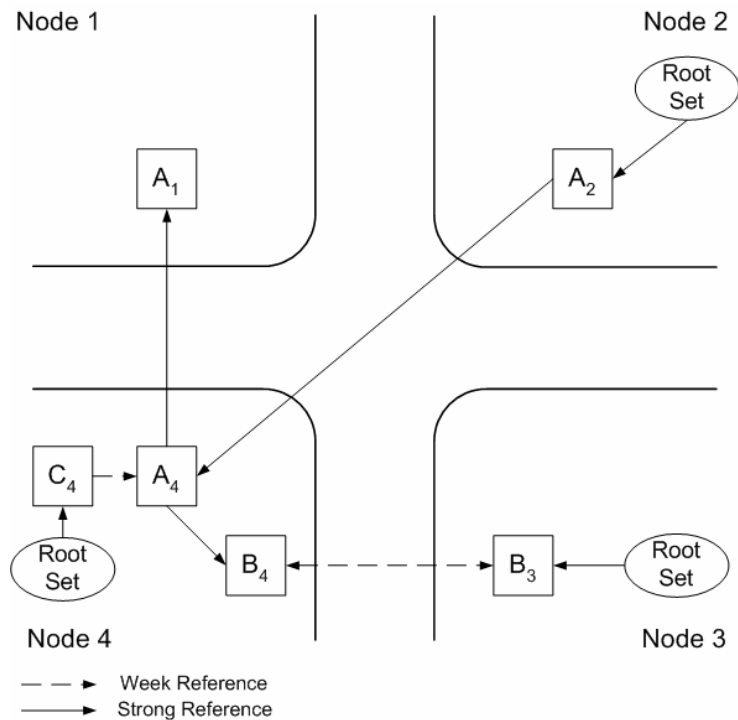 Node 1
Node 2
Root
Set
A1
A2
C4
A4
Root
Set
B4
B3
Root
Set
Node 4
Node 3
Week Reference
Strong Reference